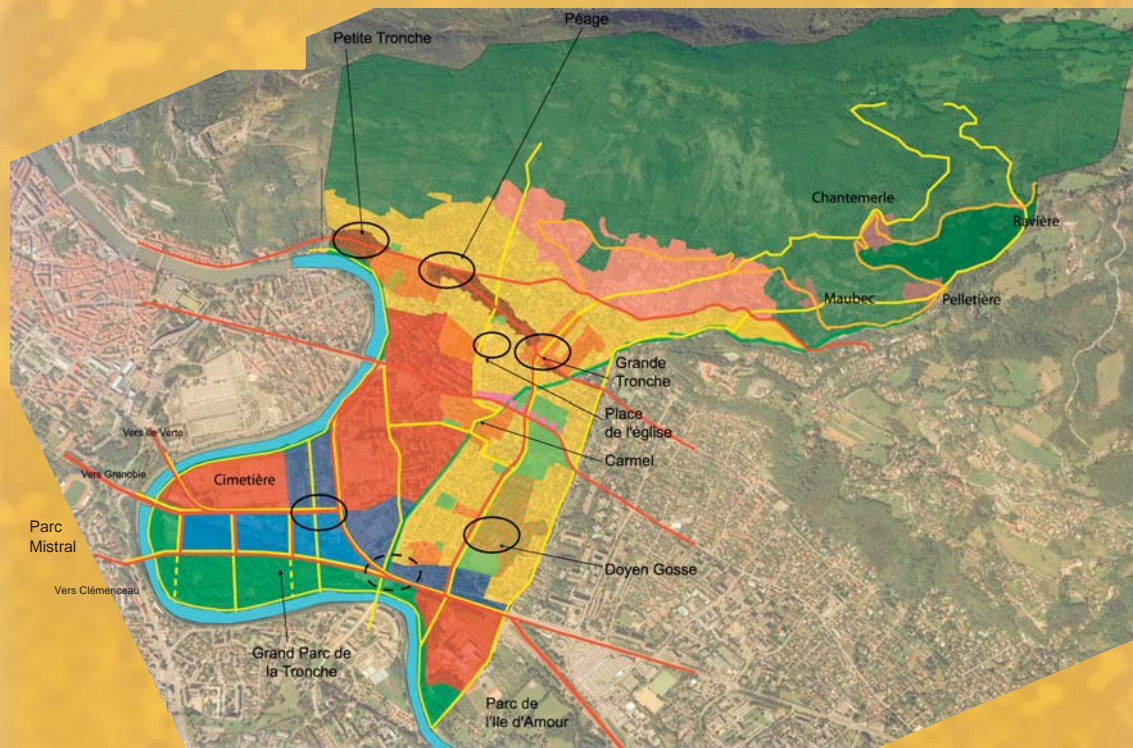 Péage
Petite Tronche
Chantemerle
Ravière
Maubec
Pelletière
Grande
Tronche
Place
de l'église
Carmel
Vers Ile Verte
Vers Grenoble
Cimetière
Parc
Mistral
Doyen Gosse
Vers Clémenceau
Grand Parc de
la Tronche
Parc de
l'Ile d'Amour